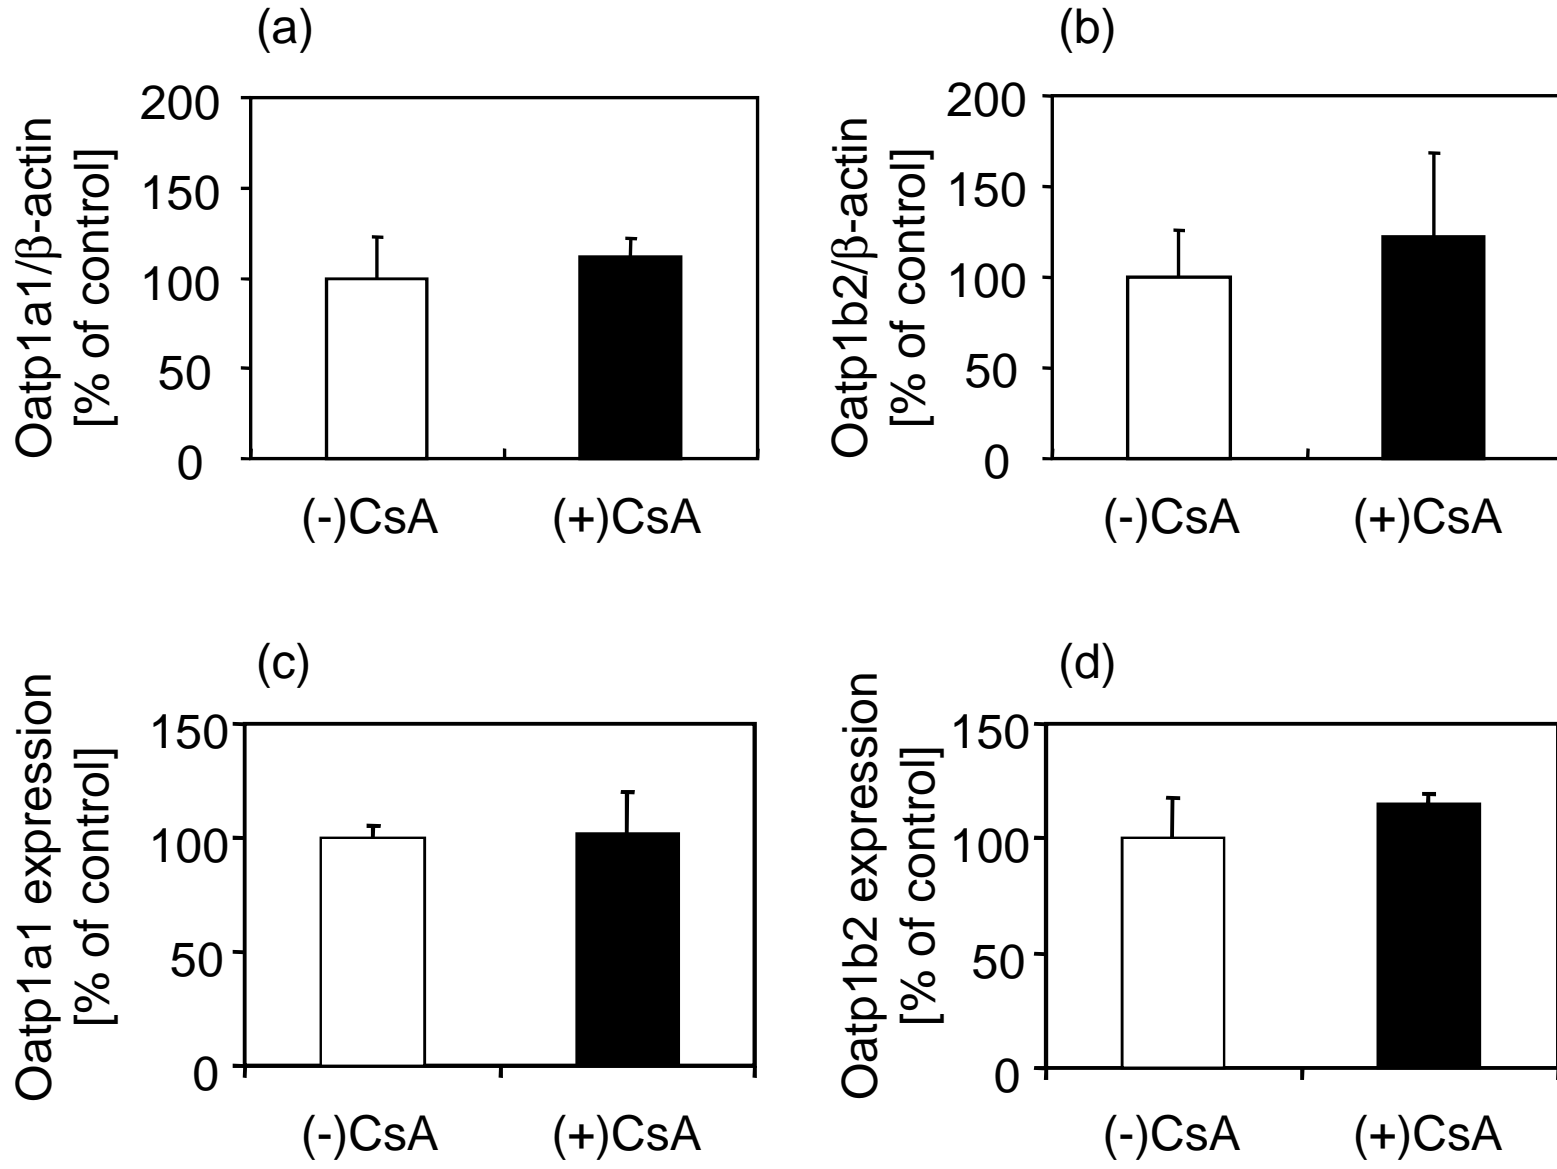 (a)
Oatp1a1/β-actin
[% of control]
200
150
100
50
0
(-)CsA
(+)CsA
(b)
Oatp1b2/β-actin
[% of control]
200
150
100
50
0
(-)CsA
(+)CsA
(c)
Oatp1a1 expression
[% of control]
150
100
50
0
(-)CsA
(+)CsA
(d)
Oatp1b2 expression
[% of control]
150
100
50
0
(-)CsA
(+)CsA